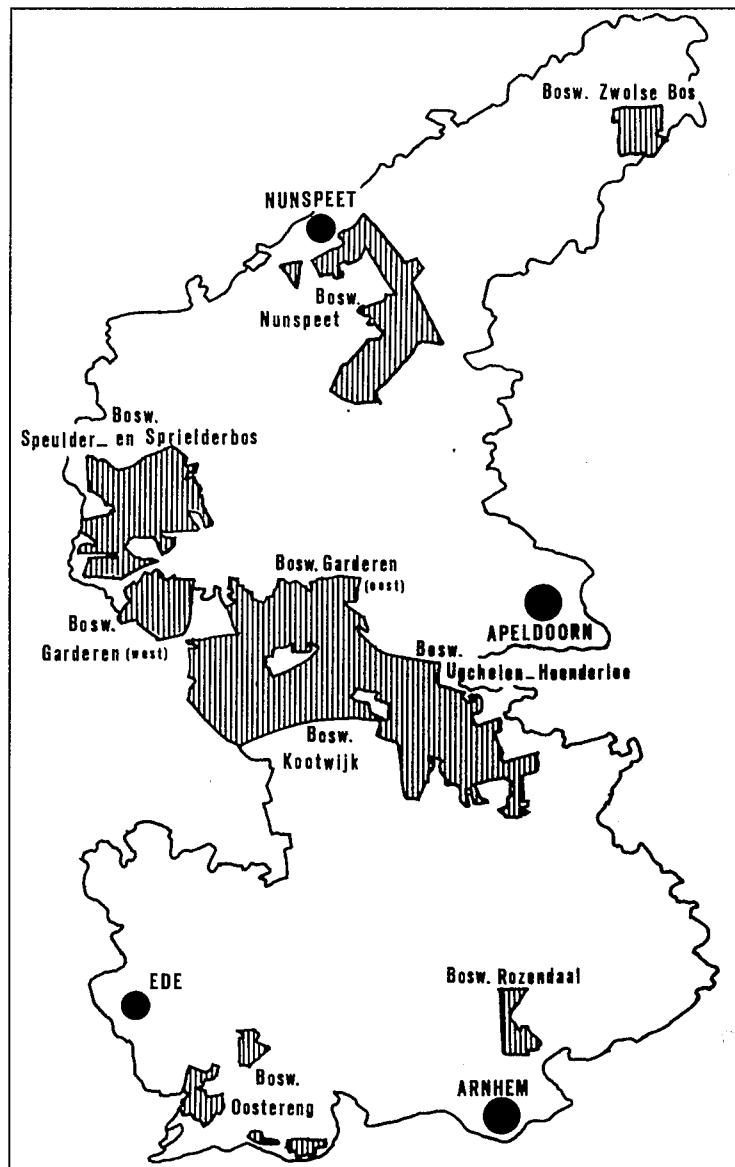 Bosw. Zwolse Bos
NUNSPEET
Bosw.
Nunspeet
Bosw.
Speulder_ en Sprielderbos
Bosw. Garderen
(oost)
APELDOORN
Bosw.
Garderen (west)
Bosw.
Ugchelen_Hoenderloo
Bosw.
Kootwijk
EDE
Bosw. Rozendaal
Bosw.
Oostereng
ARNHEM